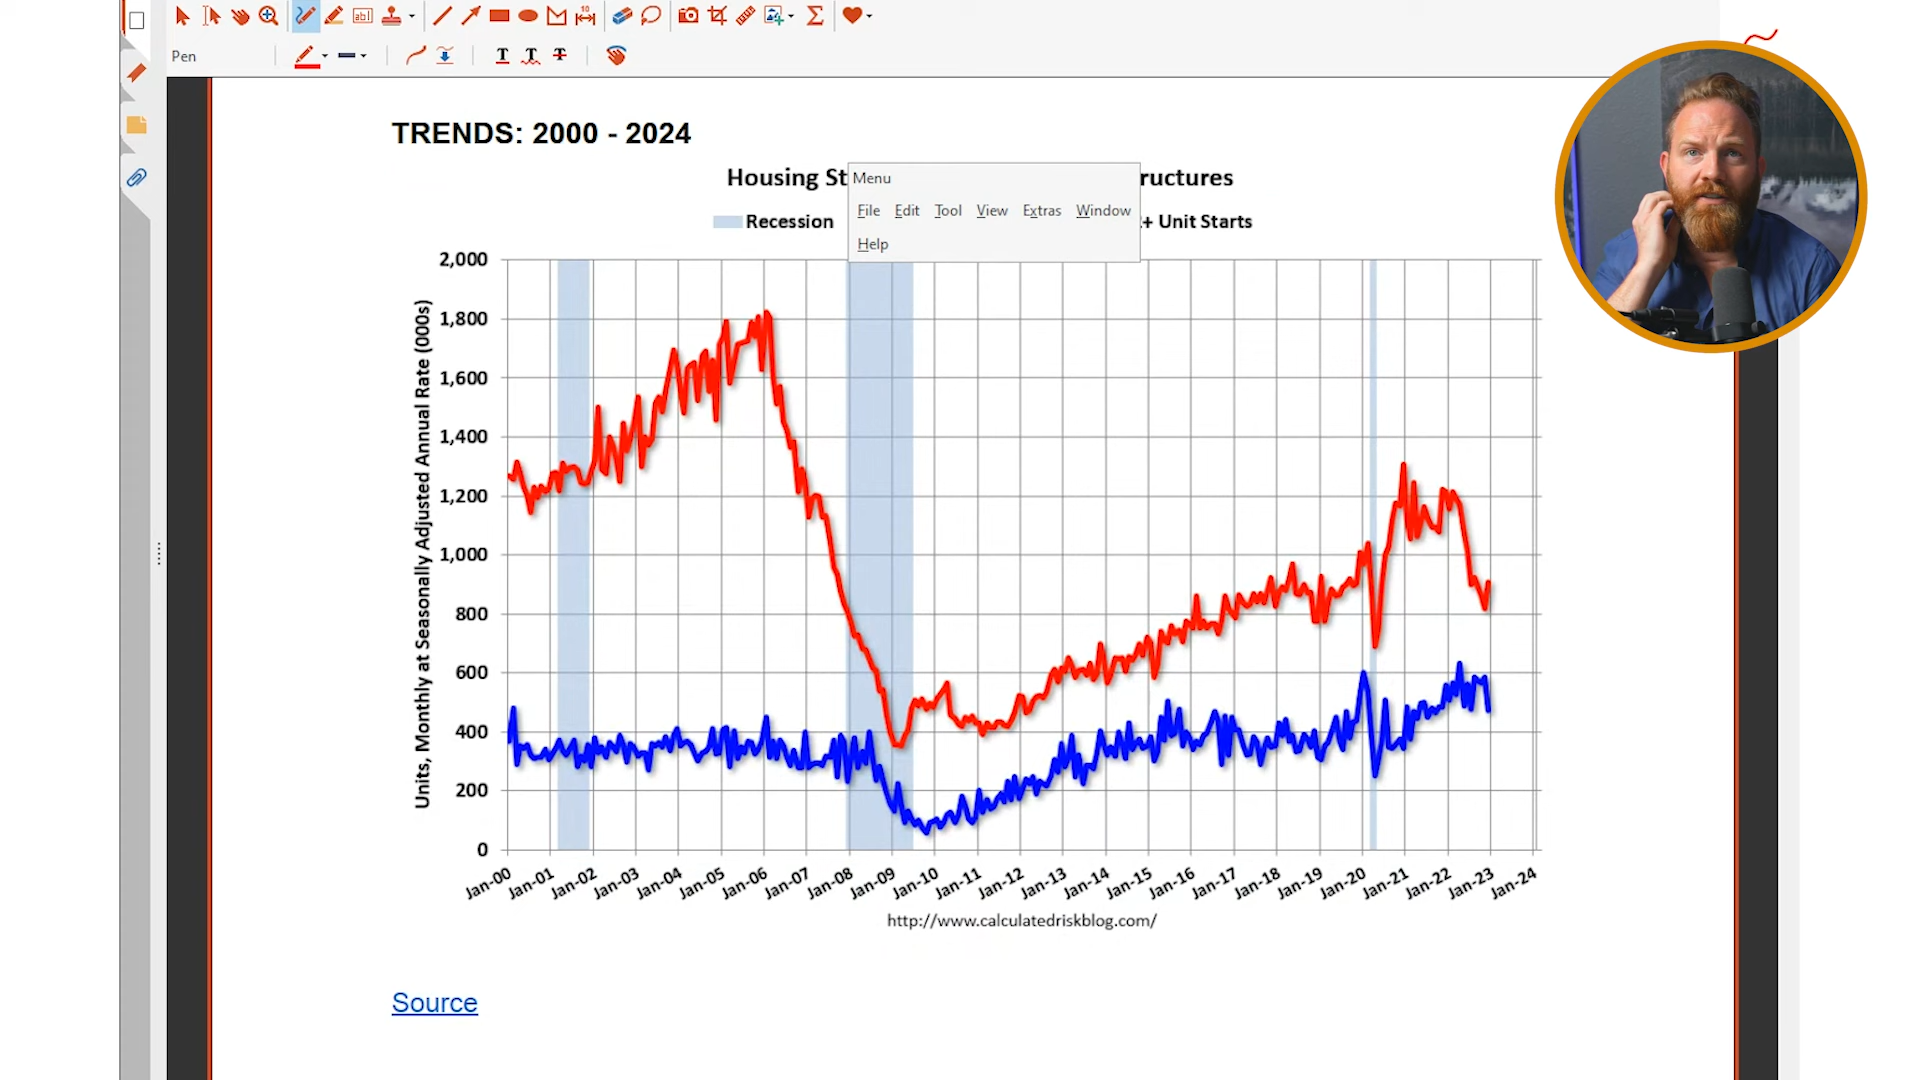 Pen
TRENDS: 2000 - 2024
Housing St
ructures
Menu
File Edit Tool View Extras Window
Help
Recession
+ Unit Starts
Units, Monthly at Seasonally Adjusted Annual Rate (000s)
2,000
1,800
1,600
1,400
1,200
1,000
800
600
400
200
0
Jan-00 Jan-01 Jan-02 Jan-03 Jan-04 Jan-05 Jan-06 Jan-07 Jan-08 Jan-09 Jan-10 Jan-11 Jan-12 Jan-13 Jan-14 Jan-15 Jan-16 Jan-17 Jan-18 Jan-19 Jan-20 Jan-21 Jan-22 Jan-23 Jan-24
http://www.calculatedriskblog.com/
Source